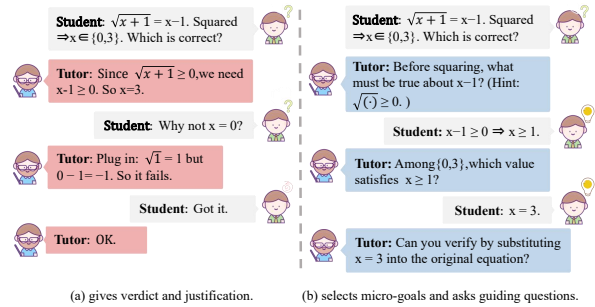 Student: √(x + 1) = x−1. Squared
⇒x∈{0,3}. Which is correct?
Tutor: Since √(x + 1) ≥ 0,we need
x-1 ≥ 0. So x=3.
Student: Why not x = 0?
Tutor: Plug in: √1 = 1 but
0 − 1= −1. So it fails.
Student: Got it.
Tutor: OK.
(a) gives verdict and justification.
Student: √(x + 1) = x−1. Squared
⇒x∈{0,3}. Which is correct?
Tutor: Before squaring, what
must be true about x−1? (Hint:
√(·) ≥ 0. )
Student: x−1 ≥ 0 ⇒ x ≥ 1.
Tutor: Among{0,3},which value
satisfies x ≥ 1?
Student: x = 3.
Tutor: Can you verify by substituting
x = 3 into the original equation?
(b) selects micro-goals and asks guiding questions.